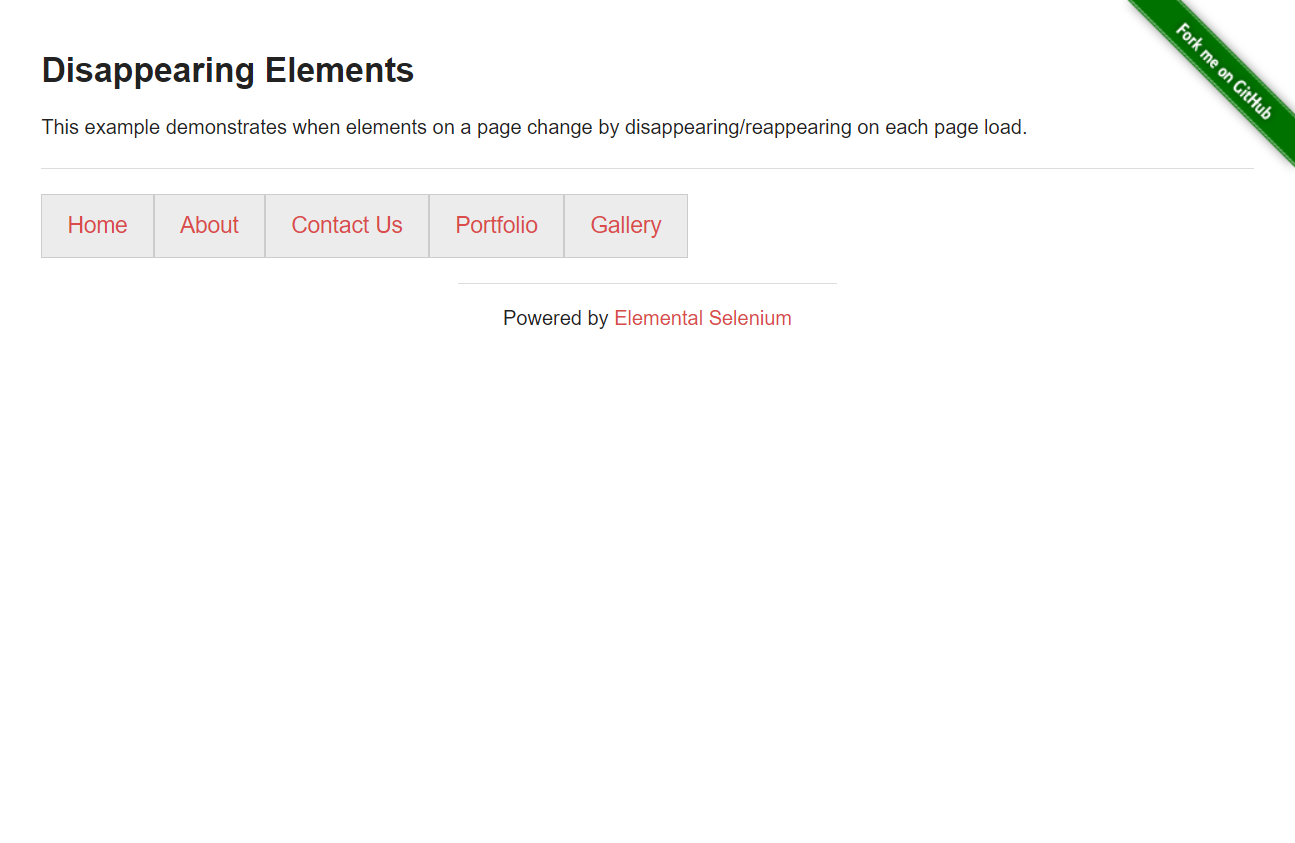 Fork me on GitHub
Disappearing Elements
This example demonstrates when elements on a page change by disappearing/reappearing on each page load.
Home About Contact Us Portfolio Gallery
Powered by Elemental Selenium